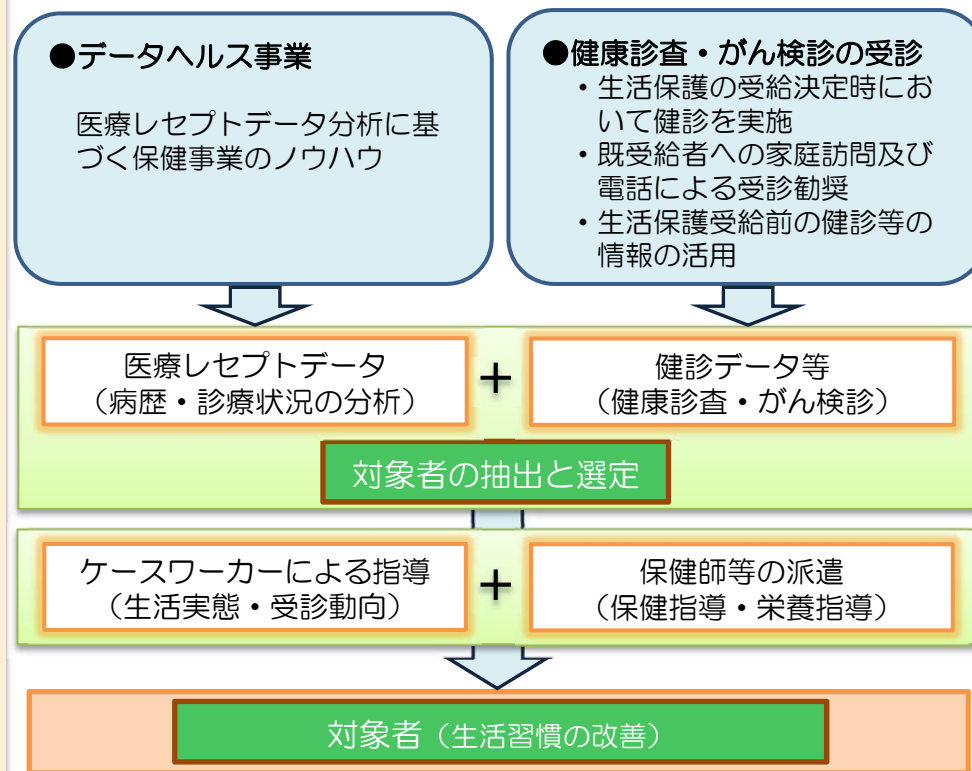 ●データヘルス事業
医療レセプトデータ分析に基
づく保健事業のノウハウ
●健康診査・がん検診の受診
・生活保護の受給決定時にお
いて健診を実施
・既受給者への家庭訪問及び
電話による受診勧奨
・生活保護受給前の健診等の
情報の活用
医療レセプトデータ
（病歴・診療状況の分析）
+
健診データ等
（健康診査・がん検診）
対象者の抽出と選定
ケースワーカーによる指導
（生活実態・受診動向）
+
保健師等の派遣
（保健指導・栄養指導）
対象者（生活習慣の改善）